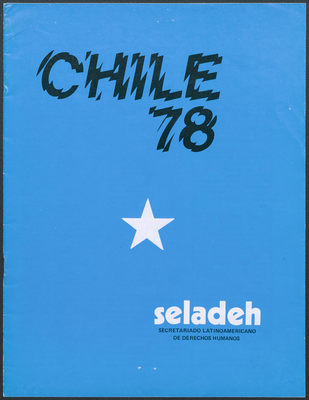 CHILE
78
seladeh
SECRETARIADO LATINOAMERICANO
DE DERECHOS HUMANOS